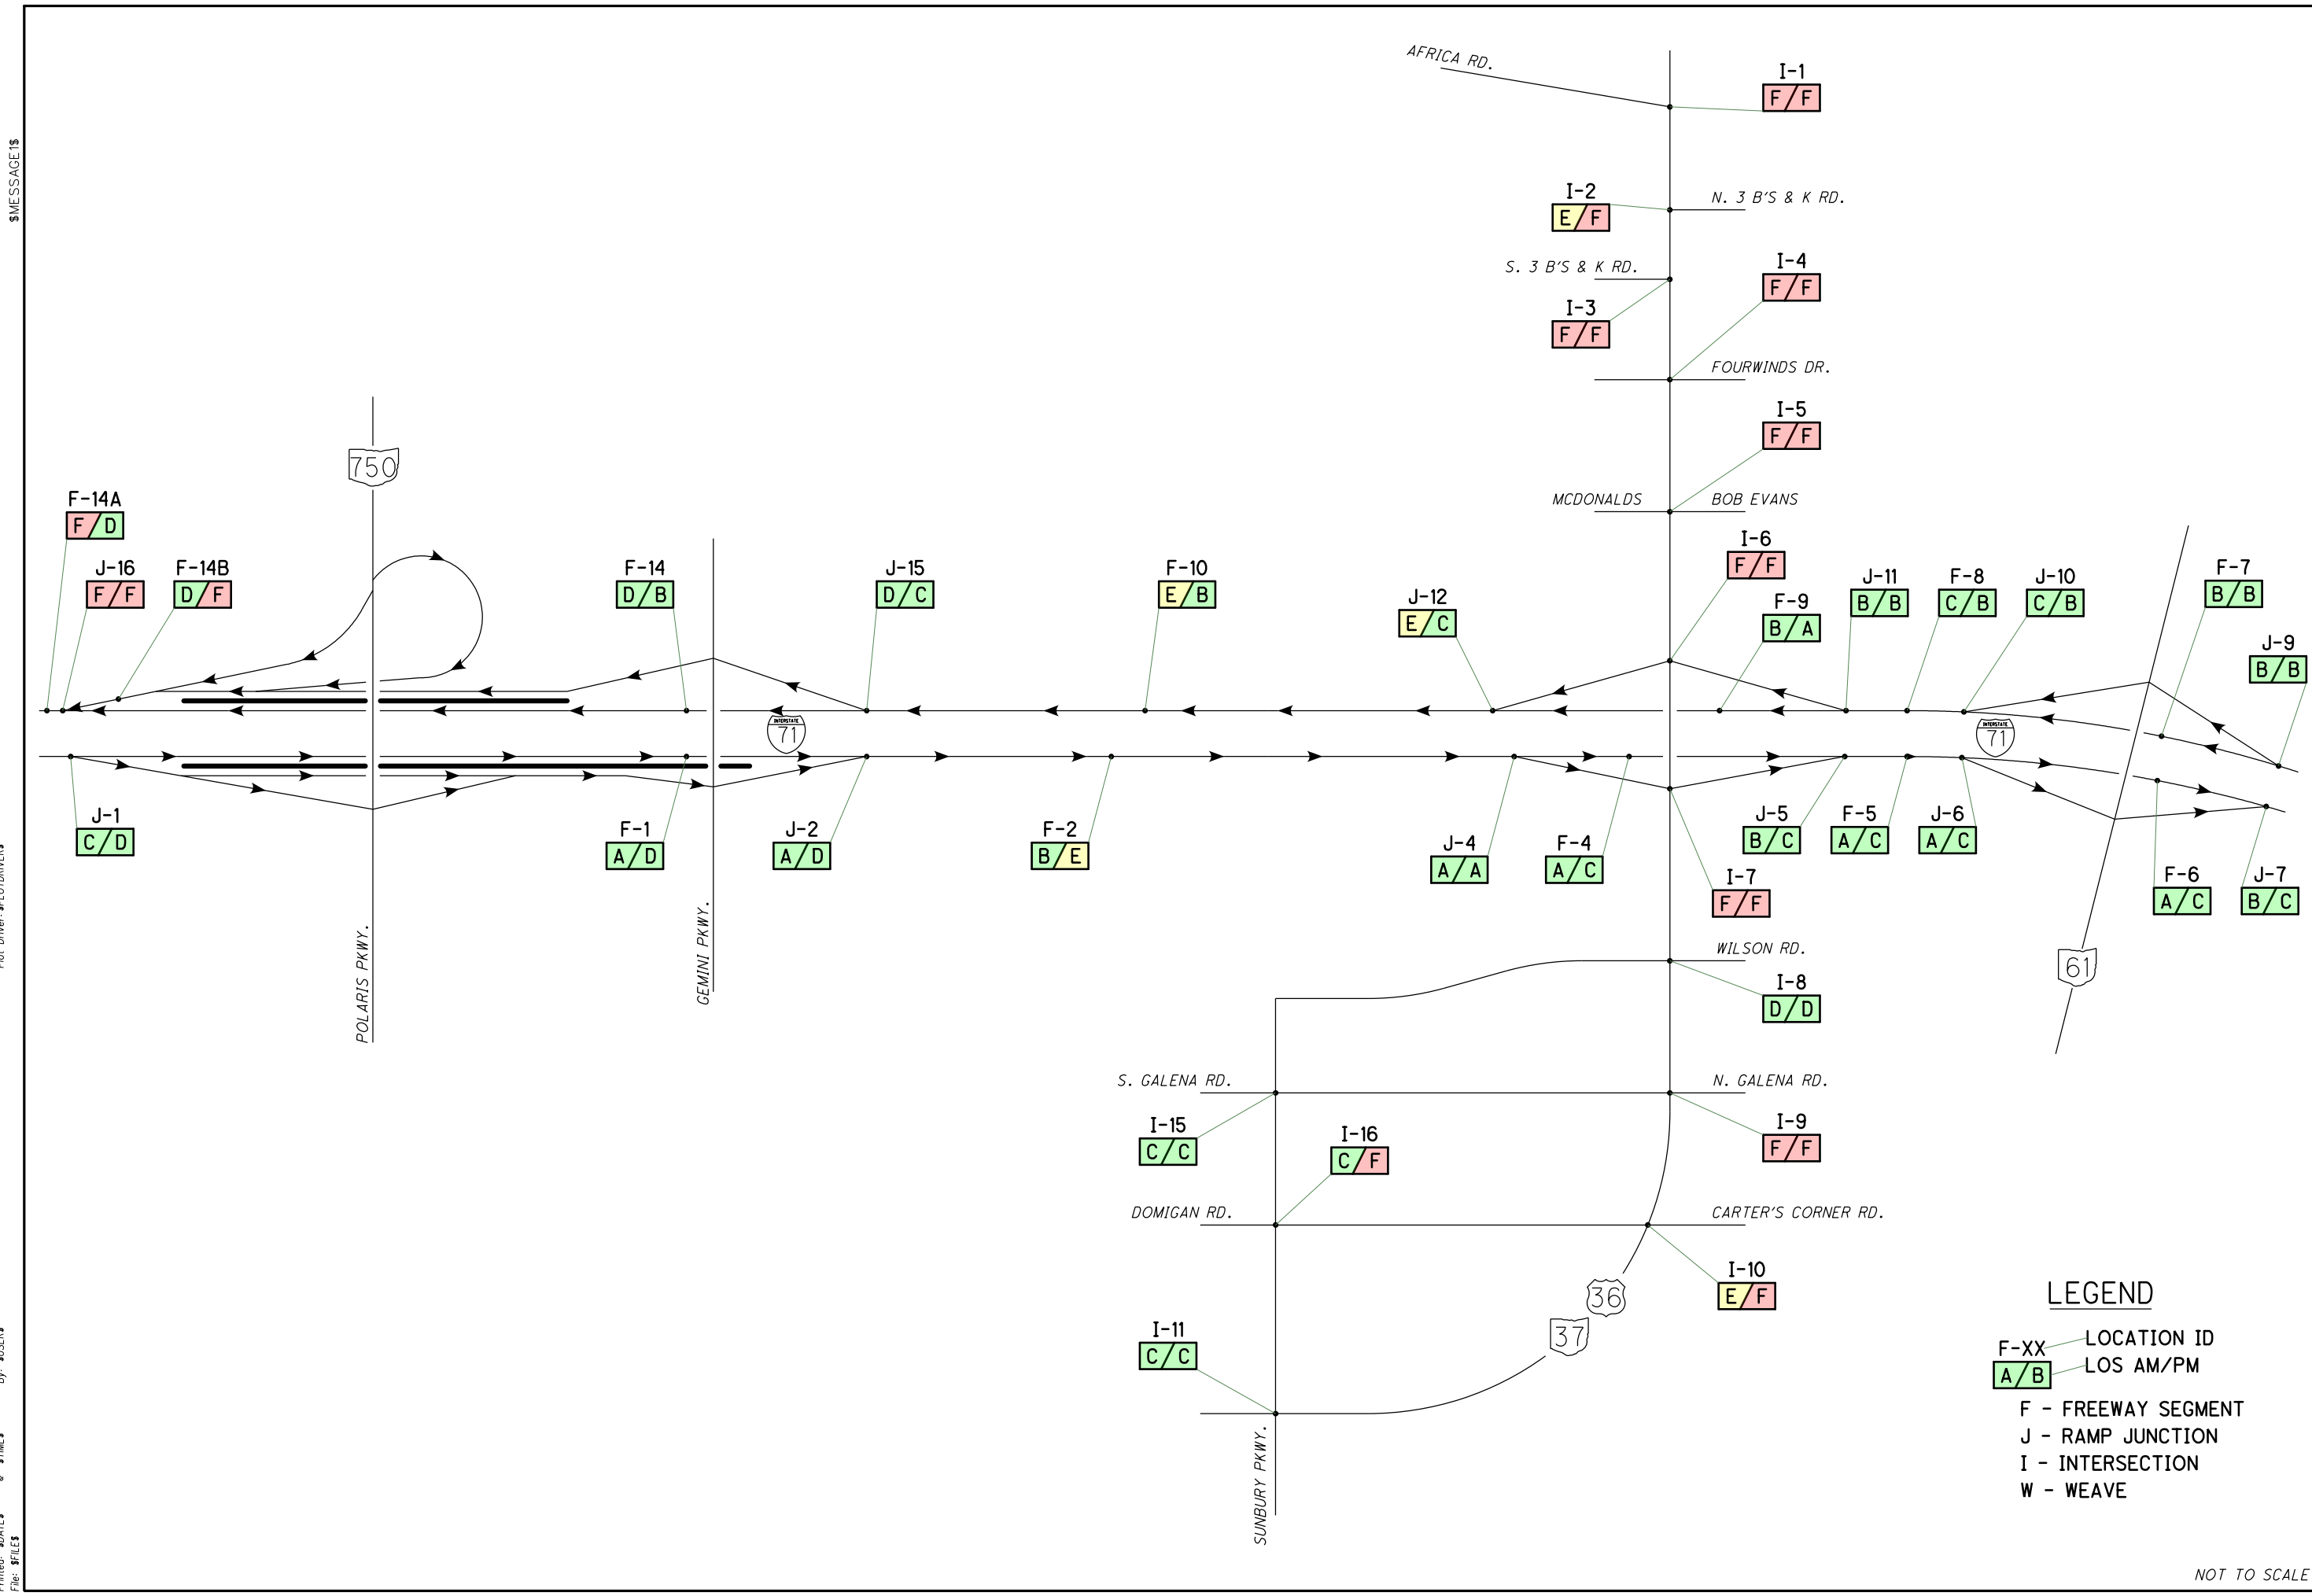 AFRICA RD.
I-1
F/F
$MESSAGE1$
I-2
E/F
N. 3 B'S & K RD.
S. 3 B'S & K RD.
I-4
F/F
I-3
F/F
FOURWINDS DR.
I-5
F/F
750
MCDONALDS
BOB EVANS
F-14A
F/D
J-16
F/F
F-14B
D/F
F-14
D/B
J-15
D/C
F-10
E/B
J-12
E/C
I-6
F/F
F-9
B/A
J-11
B/B
F-8
C/B
J-10
C/B
F-7
B/B
J-9
B/B
INTERSTATE
71
INTERSTATE
71
J-1
C/D
F-1
A/D
J-2
A/D
F-2
B/E
J-4
A/A
F-4
A/C
J-5
B/C
F-5
A/C
J-6
A/C
I-7
F/F
F-6
A/C
J-7
B/C
POLARIS PKWY.
GEMINI PKWY.
WILSON RD.
61
I-8
D/D
S. GALENA RD.
N. GALENA RD.
I-15
C/C
I-16
C/F
I-9
F/F
DOMIGAN RD.
CARTER'S CORNER RD.
I-10
E/F
36
37
I-11
C/C
SUNBURY PKWY.
LEGEND
F-XX
LOCATION ID
A/B
LOS AM/PM
F - FREEWAY SEGMENT
J - RAMP JUNCTION
I - INTERSECTION
W - WEAVE
File: $FILE$
NOT TO SCALE